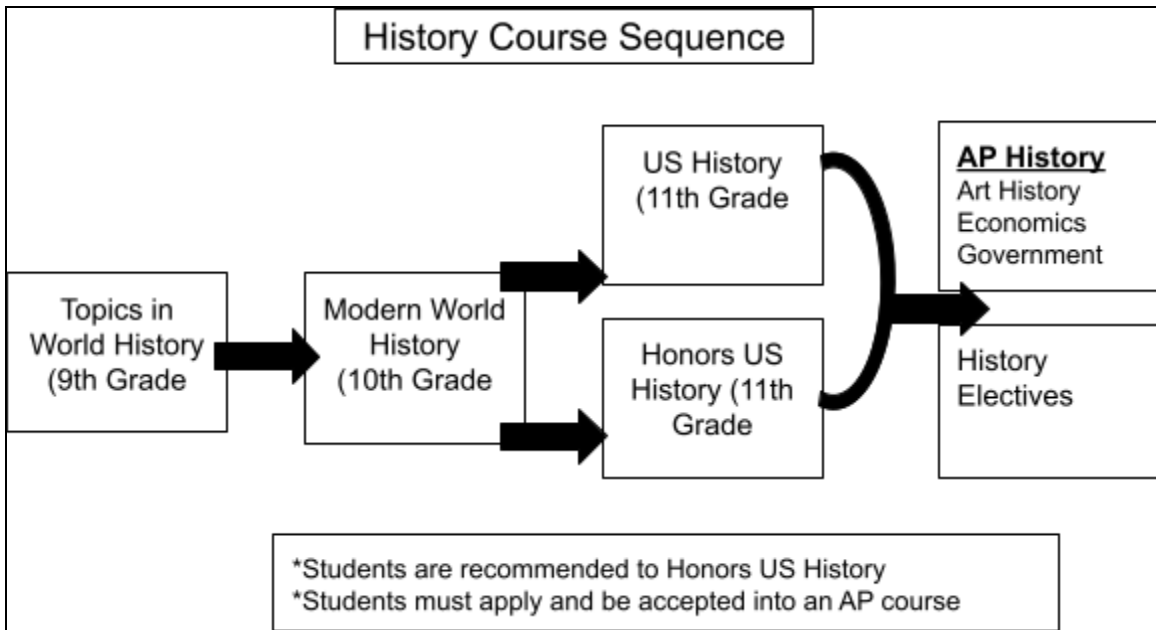 History Course Sequence
Topics in
World History
(9th Grade
Modern World
History
(10th Grade
US History
(11th Grade
Honors US
History (11th
Grade
AP History
Art History
Economics
Government
History
Electives
*Students are recommended to Honors US History
*Students must apply and be accepted into an AP course